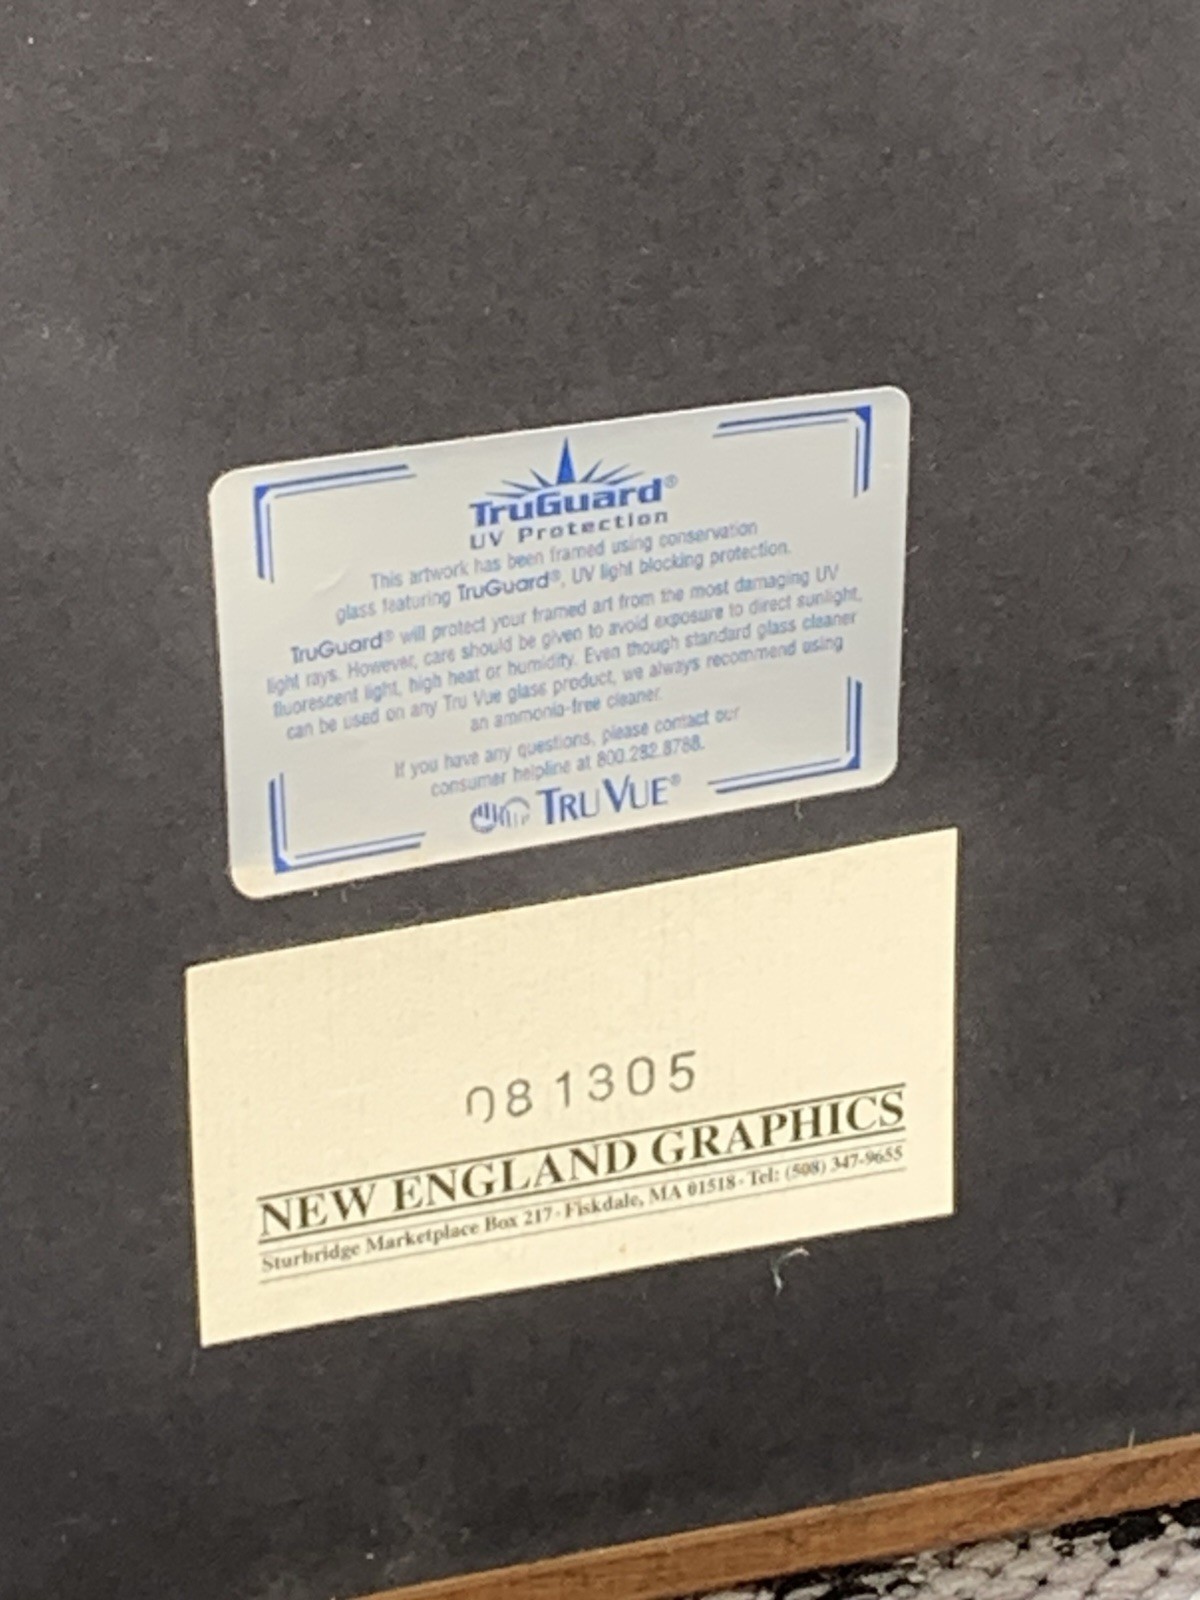 TruGuard®
UV Protection
This artwork has been framed using conservation
glass featuring TruGuard®, UV light blocking protection.
TruGuard® will protect your framed art from the most damaging UV
light rays. However, care should be given to avoid exposure to direct sunlight,
fluorescent light, high heat or humidity. Even though standard glass cleaner
can be used on any Tru Vue glass product, we always recommend using
an ammonia-free cleaner.
If you have any questions, please contact our
consumer helpline at 800.282.8788.
TRU VUE®
081305
NEW ENGLAND GRAPHICS
Sturbridge Marketplace Box 217 · Fiskdale, MA 01518 · Tel: (508) 347-9655